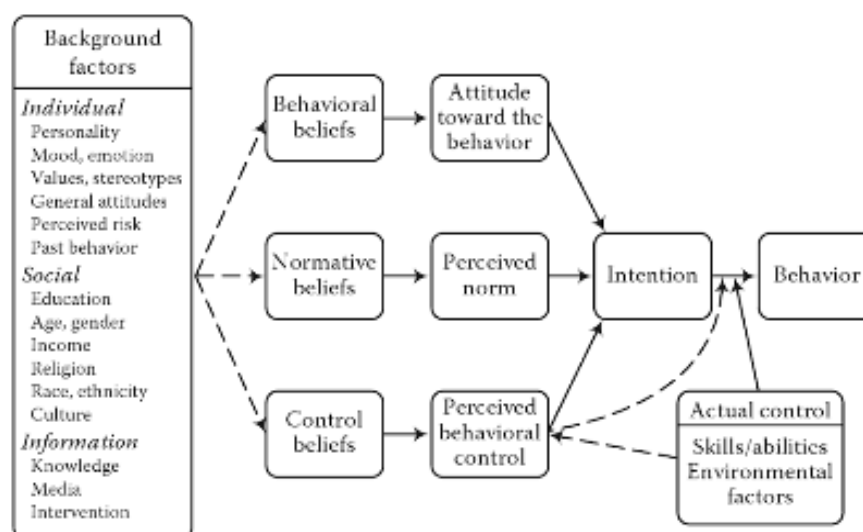 Background
factors
Individual
Personality
Mood, emotion
Values, stereotypes
General attitudes
Perceived risk
Past behavior
Social
Education
Age, gender
Income
Religion
Race, ethnicity
Culture
Information
Knowledge
Media
Intervention
Behavioral
beliefs
Attitude
toward the
behavior
Normative
beliefs
Perceived
norm
Intention
Behavior
Control
beliefs
Perceived
behavioral
control
Actual control
Skills/abilities
Environmental
factors